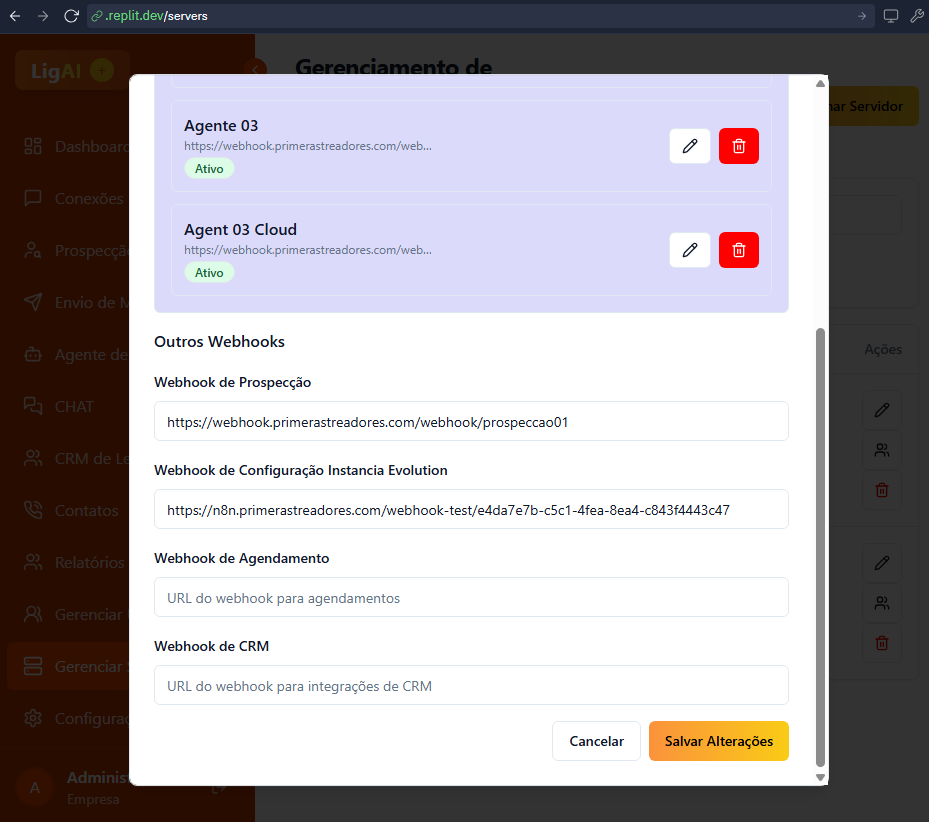 .replit.dev/servers
LigAI
Gerenciamento de
Servidor
Dashboard
Conexões
Prospecção
Envio de M
Agente de
CHAT
CRM de Le
Contatos
Relatórios
Gerenciar
Gerenciar S
Configurac
Adminis
Empresa
A
Ações
Agente 03
https://webhook.primerastreadores.com/web...
Ativo
Agent 03 Cloud
https://webhook.primerastreadores.com/web...
Ativo
Outros Webhooks
Webhook de Prospecção
https://webhook.primerastreadores.com/webhook/prospeccao01
Webhook de Configuração Instancia Evolution
https://n8n.primerastreadores.com/webhook-test/e4da7e7b-c5c1-4fea-8ea4-c843f4443c47
Webhook de Agendamento
URL do webhook para agendamentos
Webhook de CRM
URL do webhook para integrações de CRM
Cancelar
Salvar Alterações